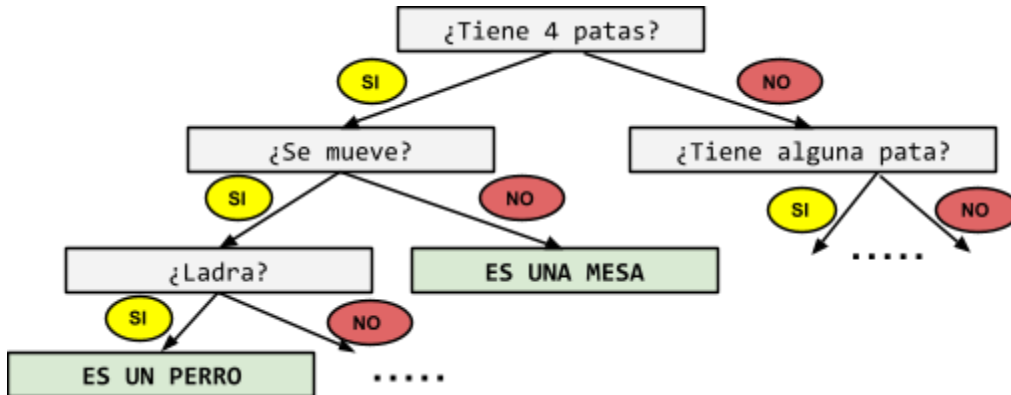 ¿Tiene 4 patas?
SI
NO
¿Se mueve?
¿Tiene alguna pata?
SI
NO
SI
NO
¿Ladra?
ES UNA MESA
.....
SI
NO
ES UN PERRO
.....